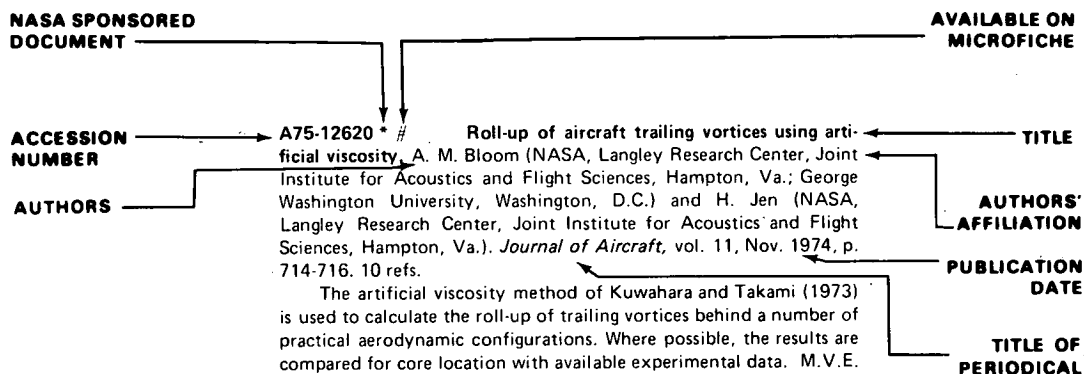 NASA SPONSORED
DOCUMENT
AVAILABLE ON
MICROFICHE
ACCESSION
NUMBER
AUTHORS
A75-12620 * # Roll-up of aircraft trailing vortices using arti-
ficial viscosity, A. M. Bloom (NASA, Langley Research Center, Joint
Institute for Acoustics and Flight Sciences, Hampton, Va.; George
Washington University, Washington, D.C.) and H. Jen (NASA,
Langley Research Center, Joint Institute for Acoustics and Flight
Sciences, Hampton, Va.). Journal of Aircraft, vol. 11, Nov. 1974, p.
714-716. 10 refs.
The artificial viscosity method of Kuwahara and Takami (1973)
is used to calculate the roll-up of trailing vortices behind a number of
practical aerodynamic configurations. Where possible, the results are
compared for core location with available experimental data. M.V.E.
TITLE
AUTHORS'
AFFILIATION
PUBLICATION
DATE
TITLE OF
PERIODICAL